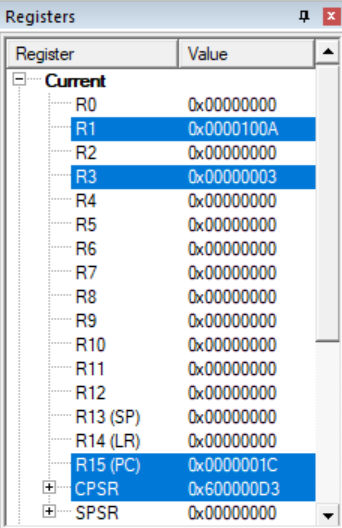 Registers
Register Value
Current
R0 0x00000000
R1 0x0000100A
R2 0x00000000
R3 0x00000003
R4 0x00000000
R5 0x00000000
R6 0x00000000
R7 0x00000000
R8 0x00000000
R9 0x00000000
R10 0x00000000
R11 0x00000000
R12 0x00000000
R13 (SP) 0x00000000
R14 (LR) 0x00000000
R15 (PC) 0x0000001C
CPSR 0x600000D3
SPSR 0x00000000